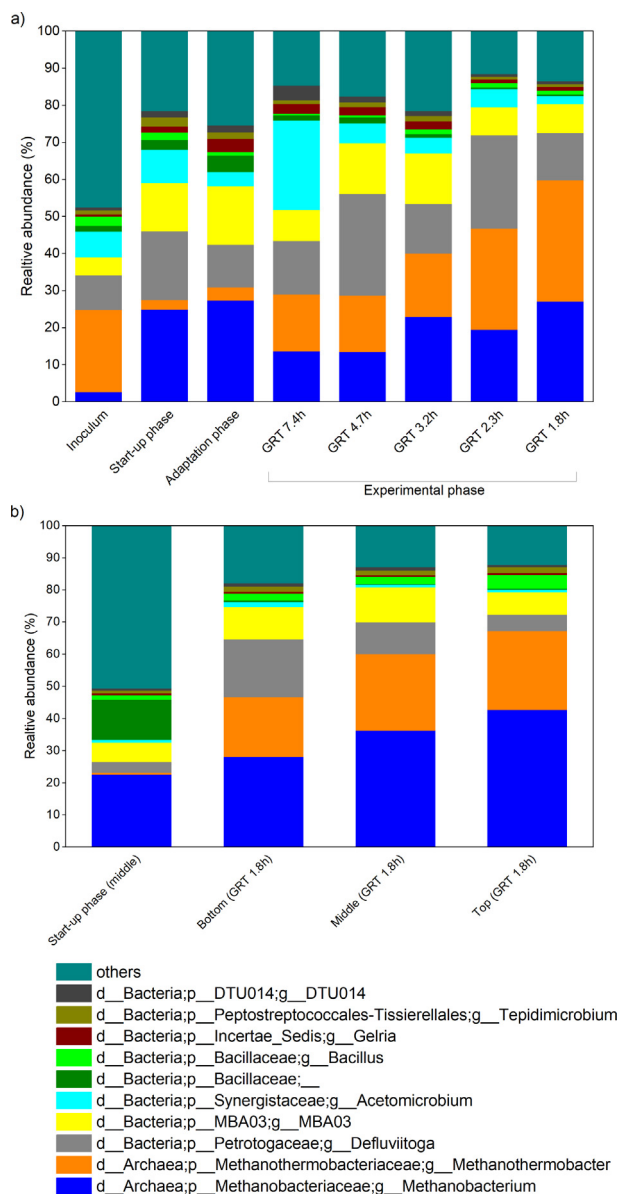 a)
100
90
80
70
60
50
40
30
20
10
0
Realtive abundance (%)
Inoculum
Start-up phase
Adaptation phase
GRT 7.4h
GRT 4.7h
GRT 3.2h
GRT 2.3h
GRT 1.8h
Experimental phase
b)
100
90
80
70
60
50
40
30
20
10
0
Realtive abundance (%)
Start-up phase (middle)
Bottom (GRT 1.8h)
Middle (GRT 1.8h)
Top (GRT 1.8h)
others
d__Bacteria;p__DTU014;g__DTU014
d__Bacteria;p__Peptostreptococcales-Tissierellales;g__Tepidimicrobium
d__Bacteria;p__Incertae_Sedis;g__Gelria
d__Bacteria;p__Bacillaceae;g__Bacillus
d__Bacteria;p__Bacillaceae;__
d__Bacteria;p__Synergistaceae;g__Acetomicrobium
d__Bacteria;p__MBA03;g__MBA03
d__Bacteria;p__Petrotogaceae;g__Defluviitoga
d__Archaea;p__Methanothermobacteriaceae;g__Methanothermobacter
d__Archaea;p__Methanobacteriaceae;g__Methanobacterium